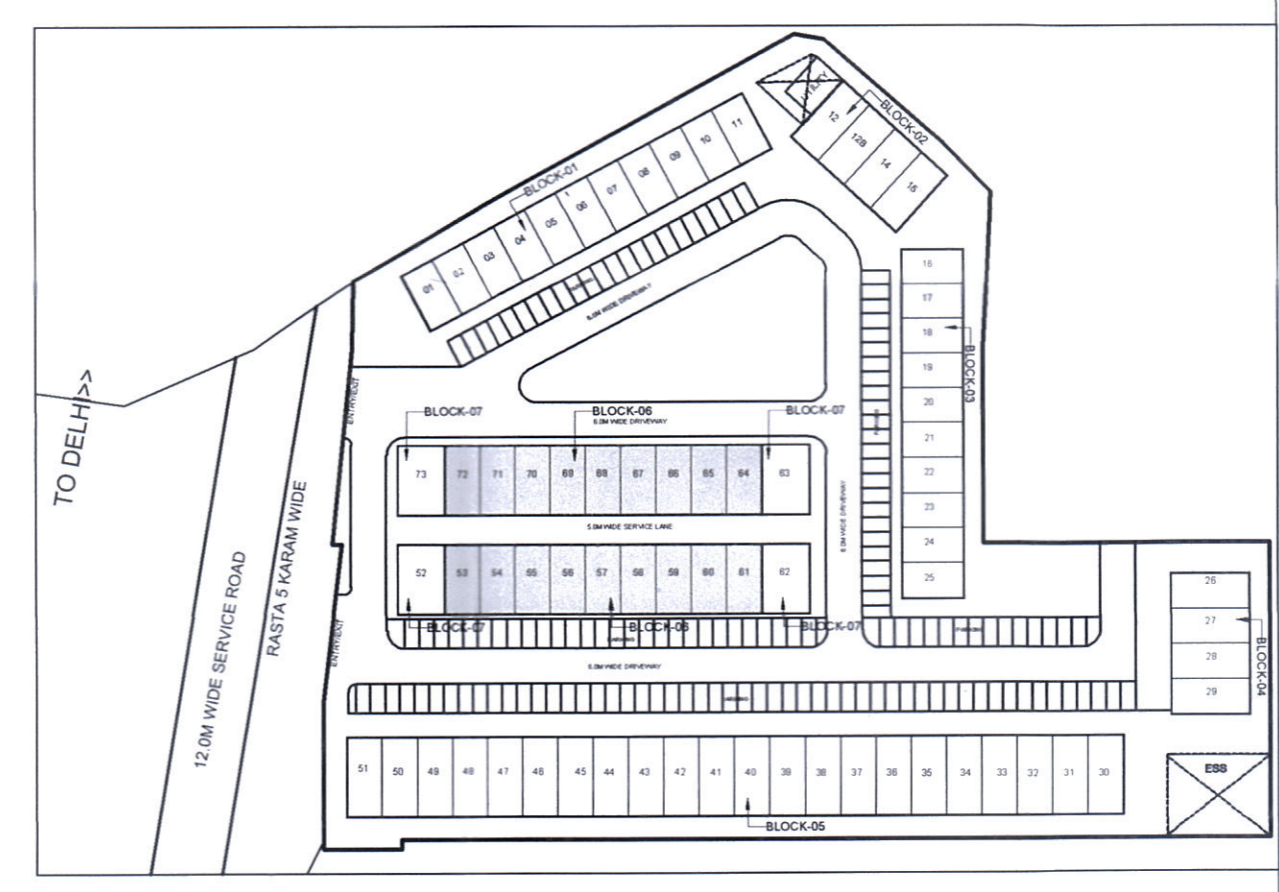 UTILITY
12
12B
14
15
BLOCK-02
BLOCK-01
01
02
03
04
05
06
07
08
09
10
11
PARKING
6.0M WIDE DRIVEWAY
16
17
18
19
20
21
22
23
24
25
BLOCK-03
PARKING
6.0M WIDE DRIVEWAY
TO DELHI>>
12.0M WIDE SERVICE ROAD
RASTA 5 KARAM WIDE
ENTRY/EXIT
ENTRY/EXIT
BLOCK-07
BLOCK-06
BLOCK-07
6.0M WIDE DRIVEWAY
73 72 71 70 69 68 67 66 65 64 63
5.0M WIDE SERVICE LANE
52 53 54 55 56 57 58 59 60 61 62
BLOCK-07
BLOCK-06
BLOCK-07
PARKING
PARKING
6.0M WIDE DRIVEWAY
PARKING
26
27
28
29
BLOCK-04
51 50 49 48 47 46 45 44 43 42 41 40 39 38 37 36 35 34 33 32 31 30
ESS
BLOCK-05